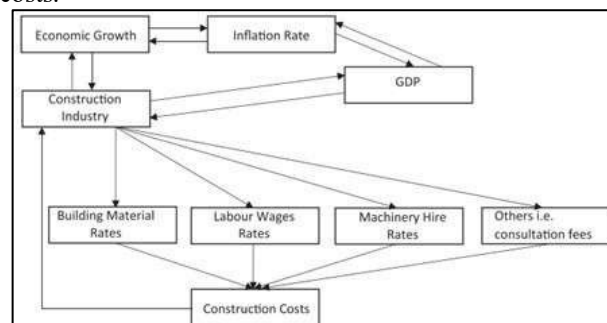 costs.
Economic Growth
Inflation Rate
GDP
Construction
Industry
Building Material
Rates
Labour Wages
Rates
Machinery Hire
Rates
Others i.e.
consultation fees
Construction Costs